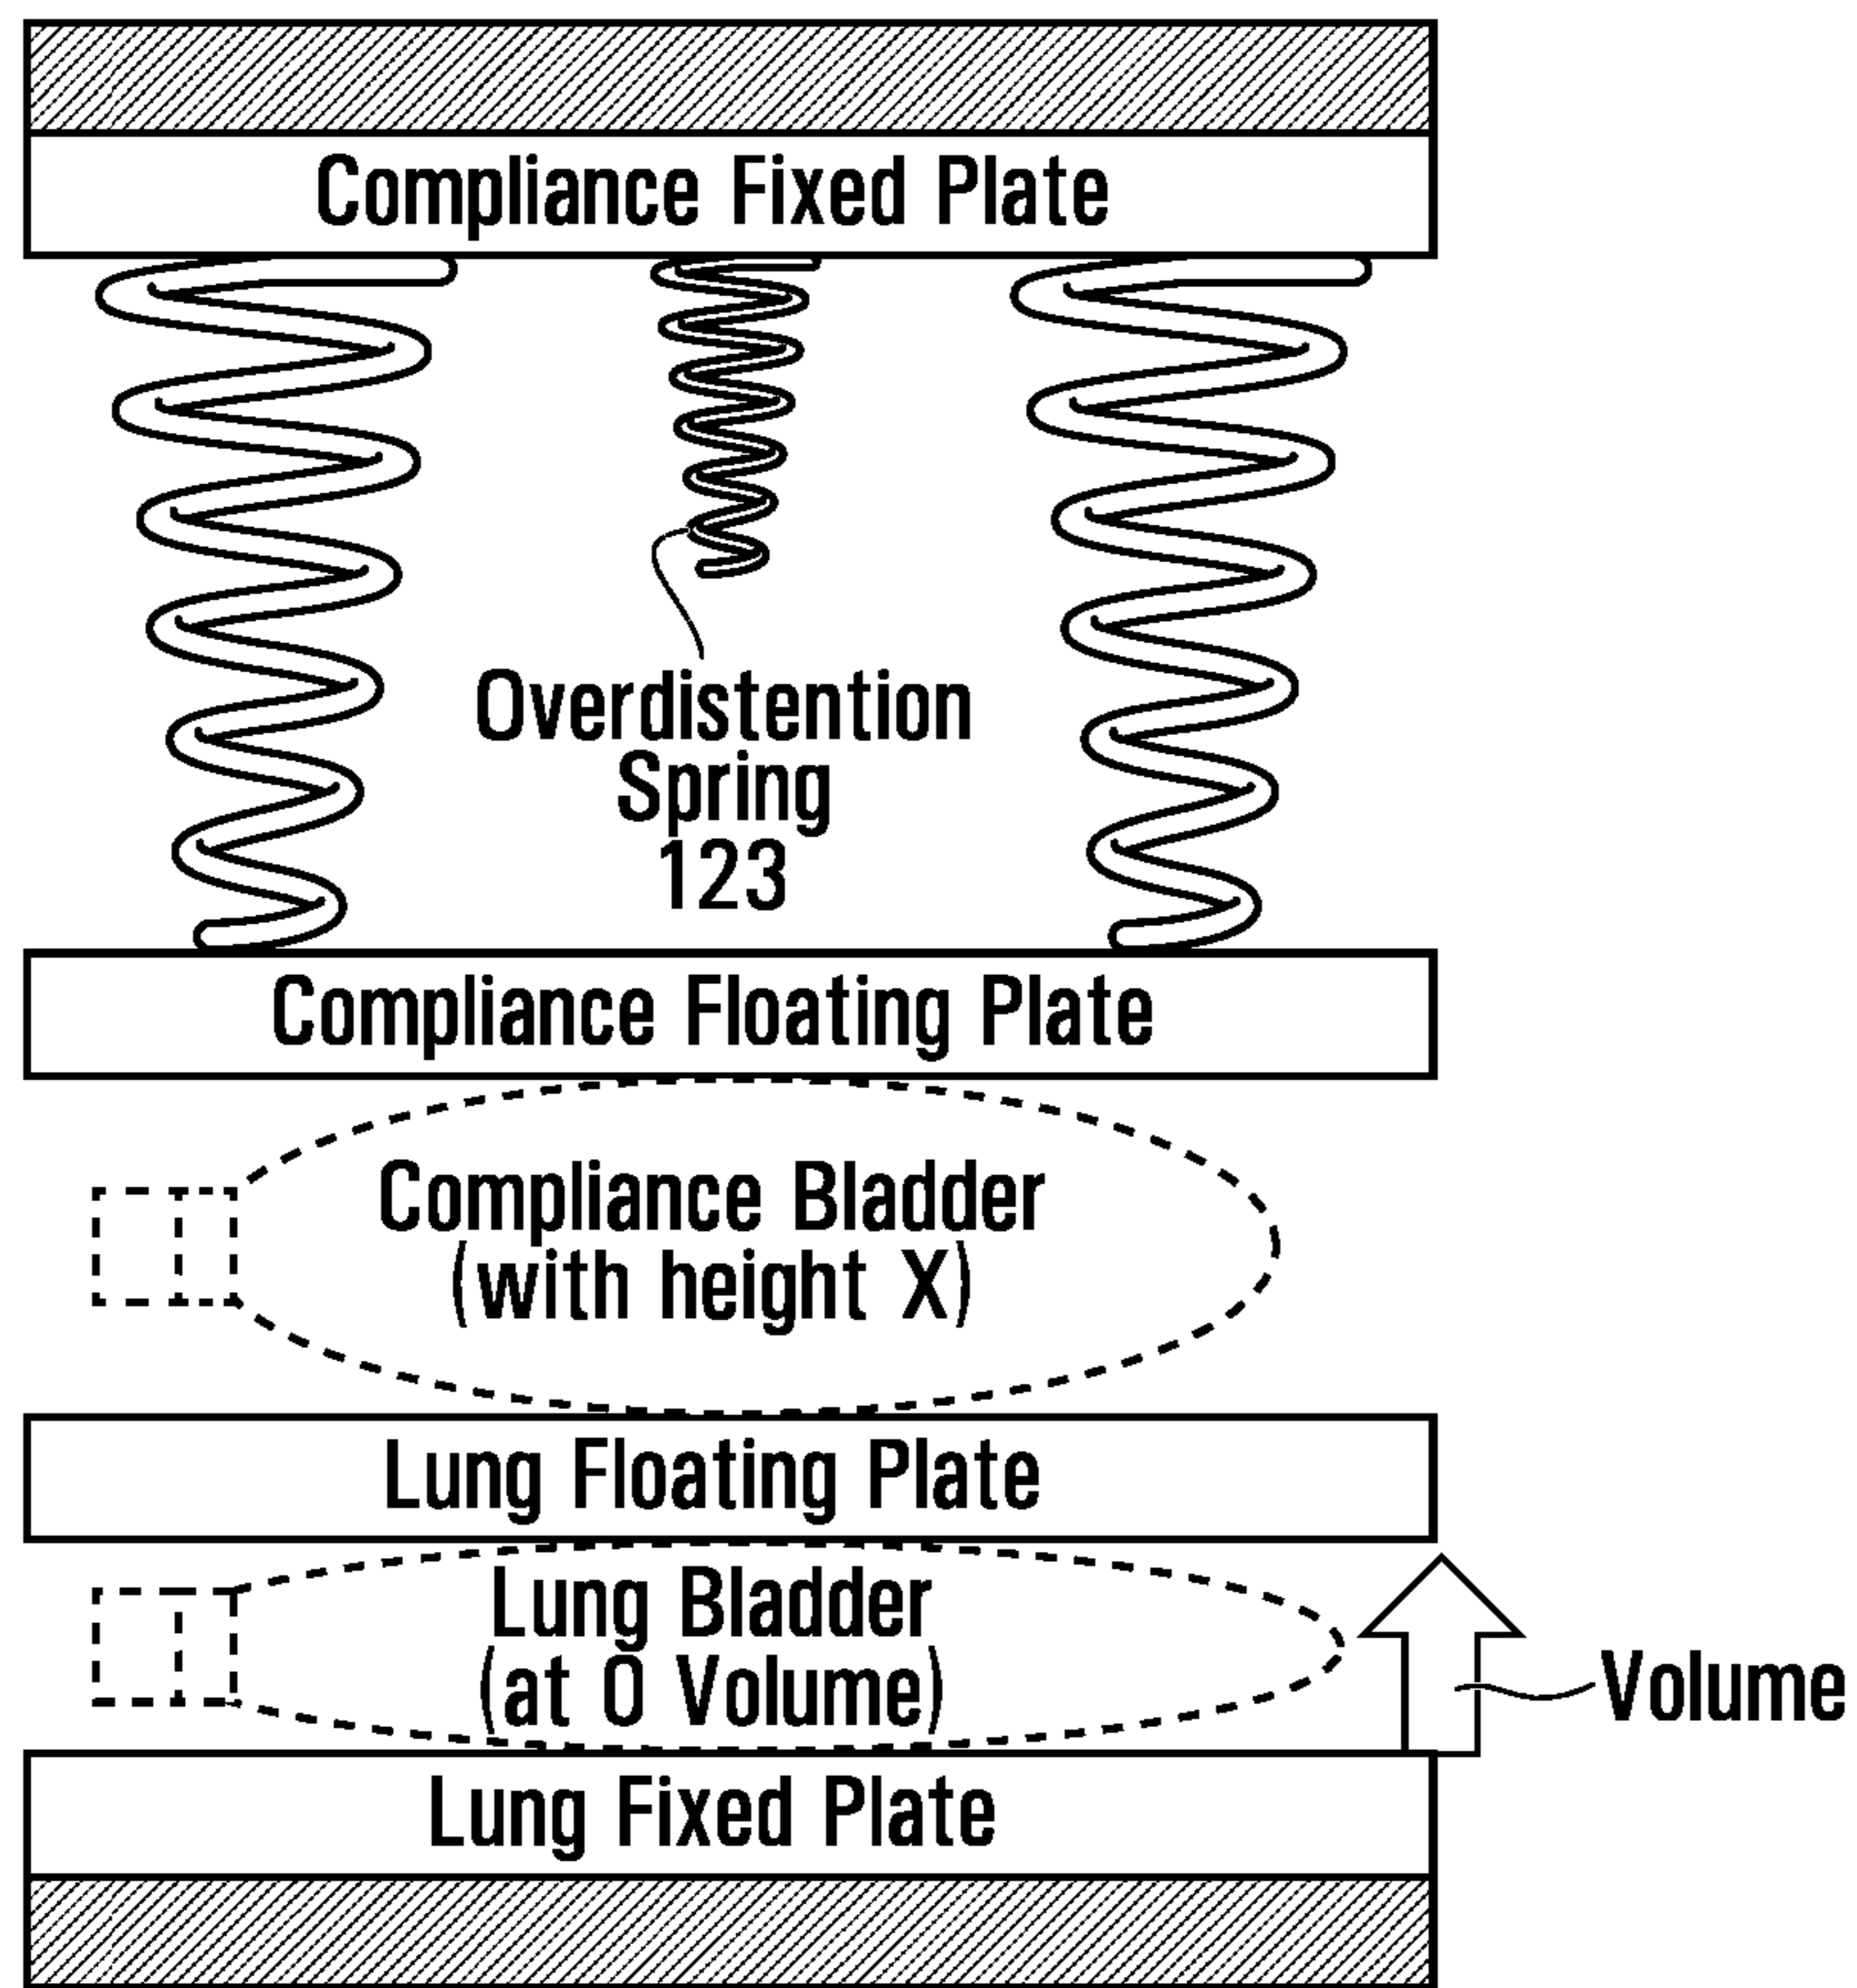 Compliance Fixed Plate
Overdistention
Spring
123
Compliance Floating Plate
Compliance Bladder
(with height X)
Lung Floating Plate
Lung Bladder
(at 0 Volume)
Volume
Lung Fixed Plate